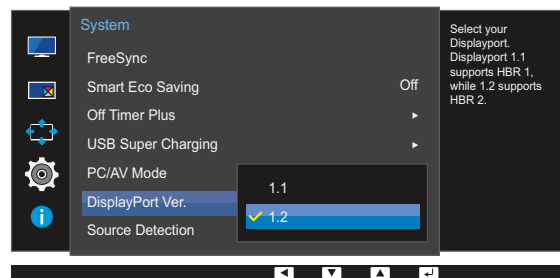 System
FreeSync
Smart Eco Saving Off
Off Timer Plus
USB Super Charging
PC/AV Mode
DisplayPort Ver.
Source Detection
1.1
1.2
Select your
Displayport.
Displayport 1.1
supports HBR 1,
while 1.2 supports
HBR 2.